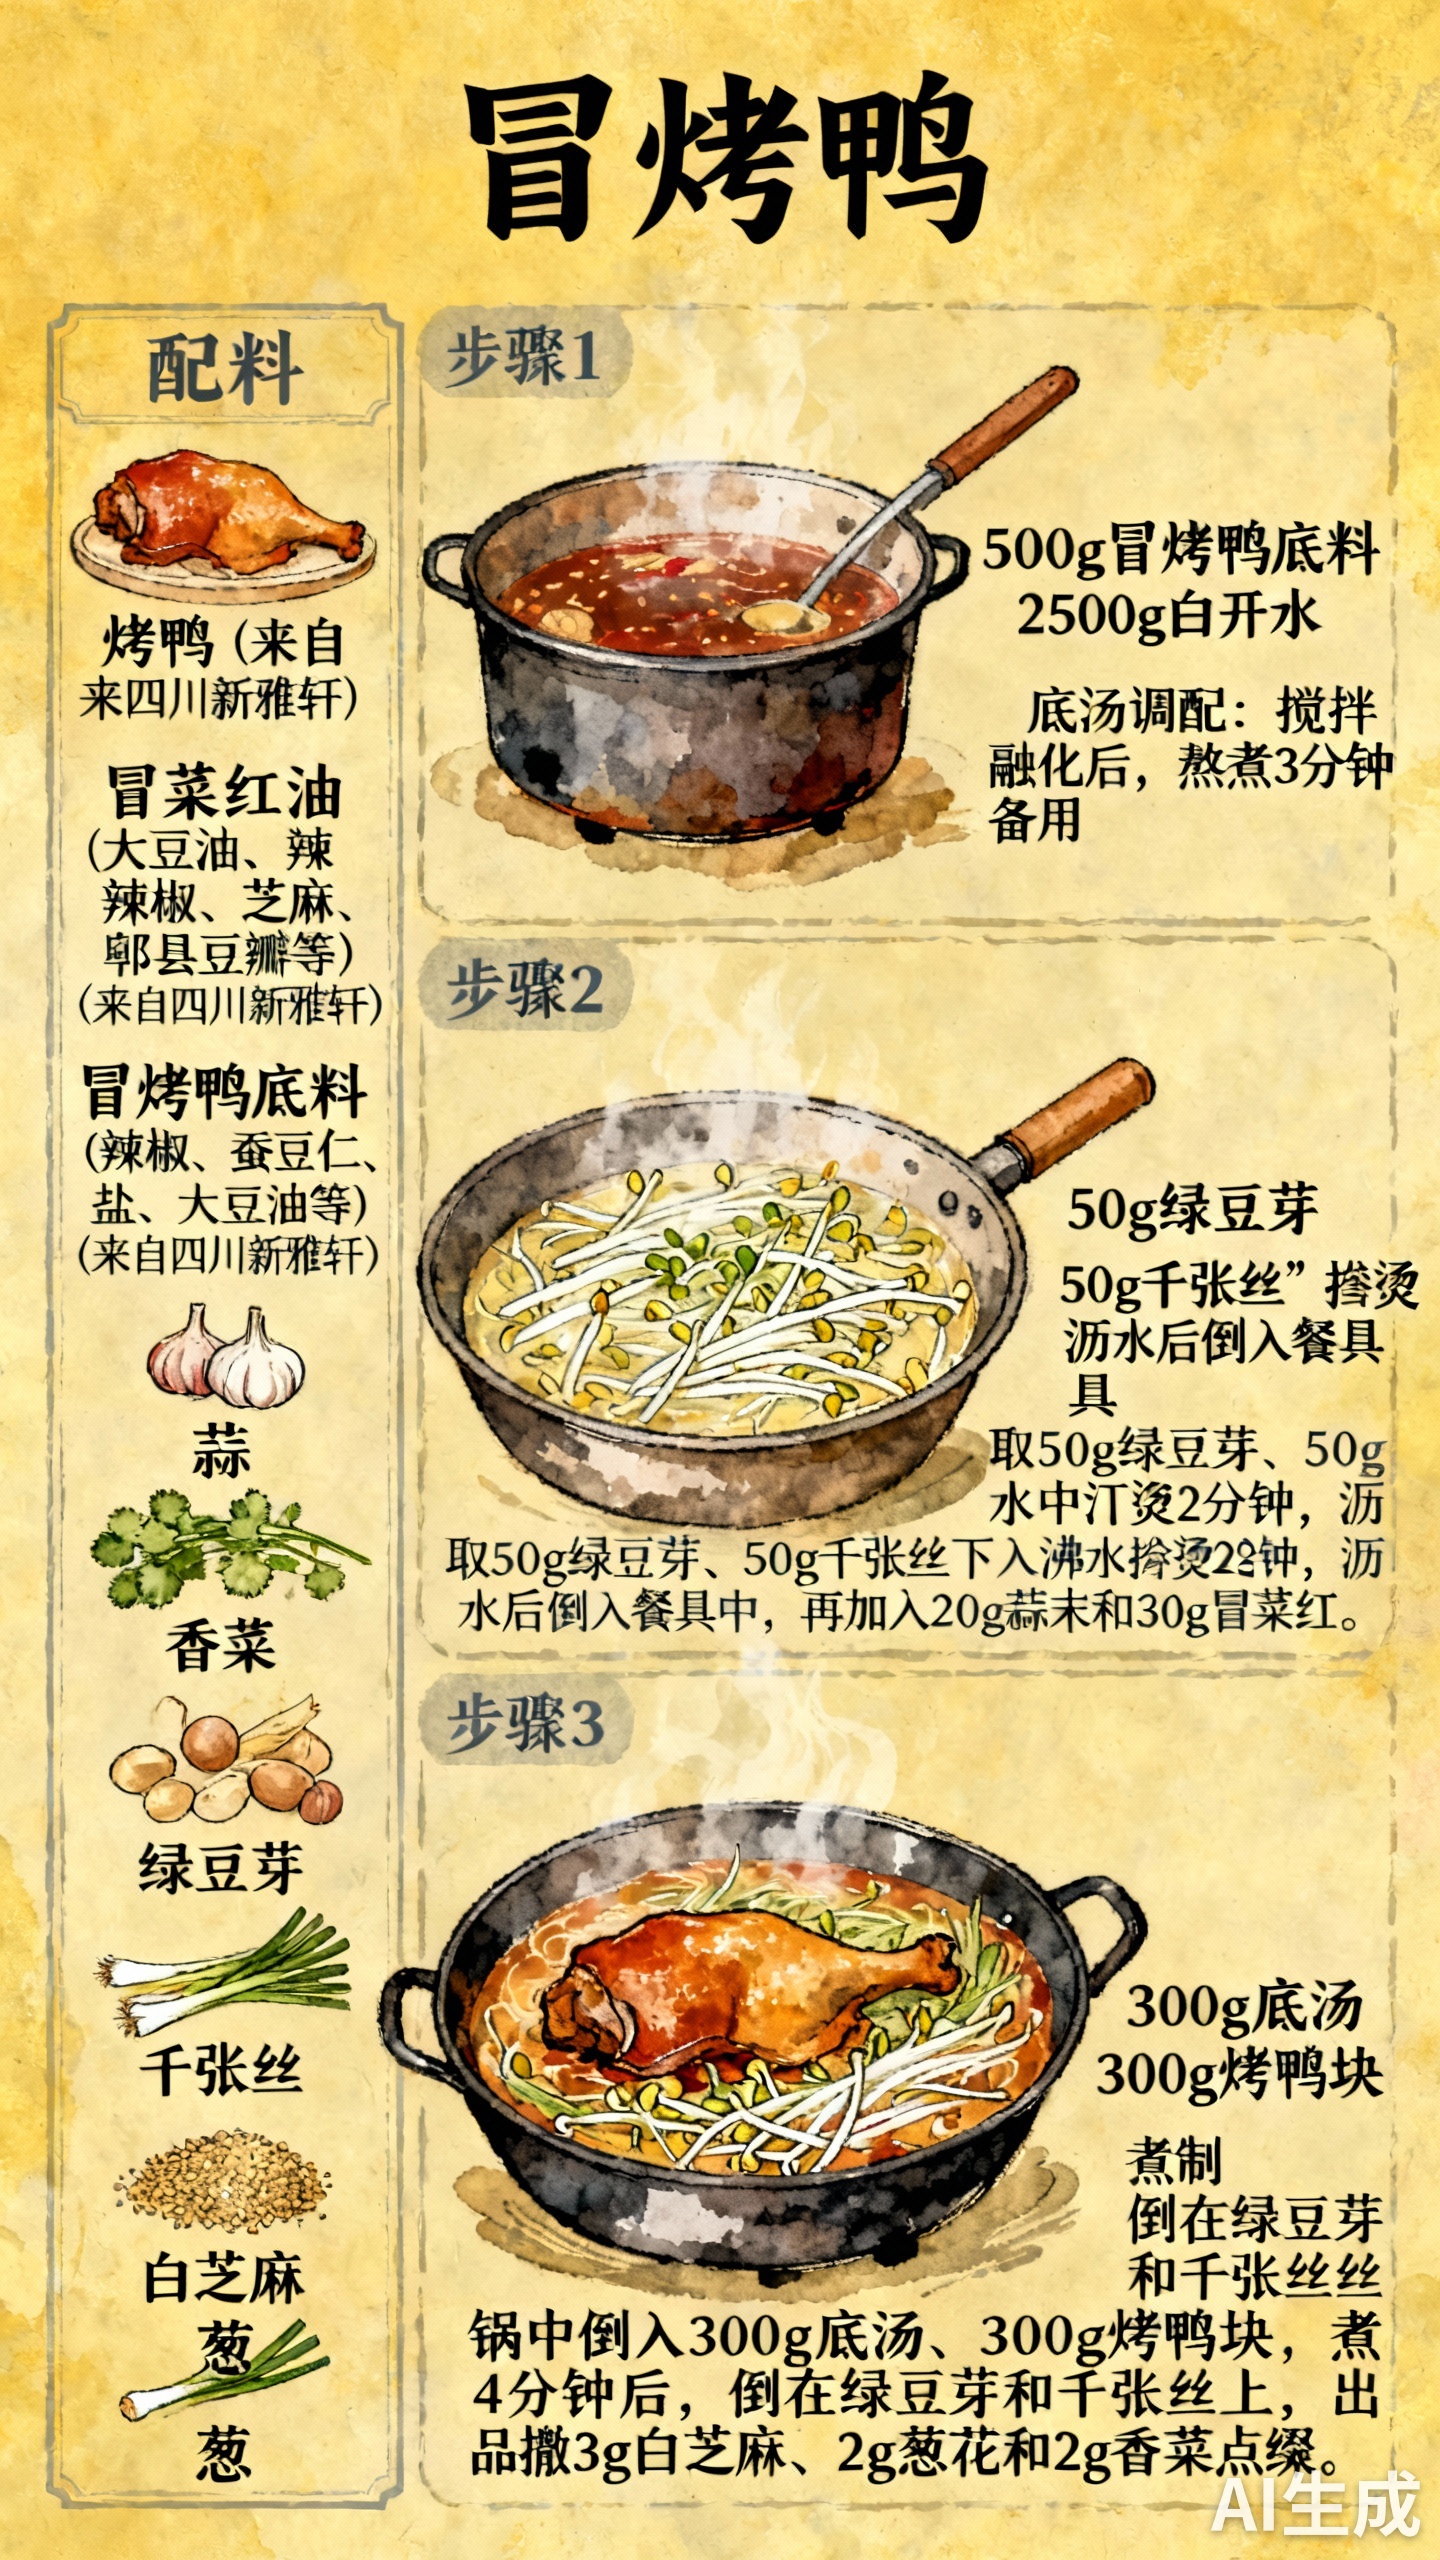 冒烤鸭
配料
烤鸭（来自
来四川新雅轩）
冒菜红油
（大豆油、辣
辣椒、芝麻、
郫县豆瓣等）
（来自四川新雅轩）
冒烤鸭底料
（辣椒、蚕豆仁、
盐、大豆油等）
（来自四川新雅轩）
蒜
香菜
绿豆芽
千张丝
白芝麻
葱
葱
步骤1
500g冒烤鸭底料
2500g白开水
底汤调配：搅拌
融化后，熬煮3分钟
备用
步骤2
50g绿豆芽
50g千张丝”烫
沥水后倒入餐具
具
取50g绿豆芽、50g
水中汀烫2分钟，沥
取50g绿豆芽、50g千张丝下入沸水烫2钟，沥
水后倒入餐具中，再加入20g蒜末和30g冒菜红。
步骤3
300g底汤
300g烤鸭块
煮制
倒在绿豆芽
和千张丝丝
锅中倒入300g底汤、300g烤鸭块，煮
4分钟后，倒在绿豆芽和千张丝上，出
品撒3g白芝麻、2g葱花和2g香菜点缀。
AI生成